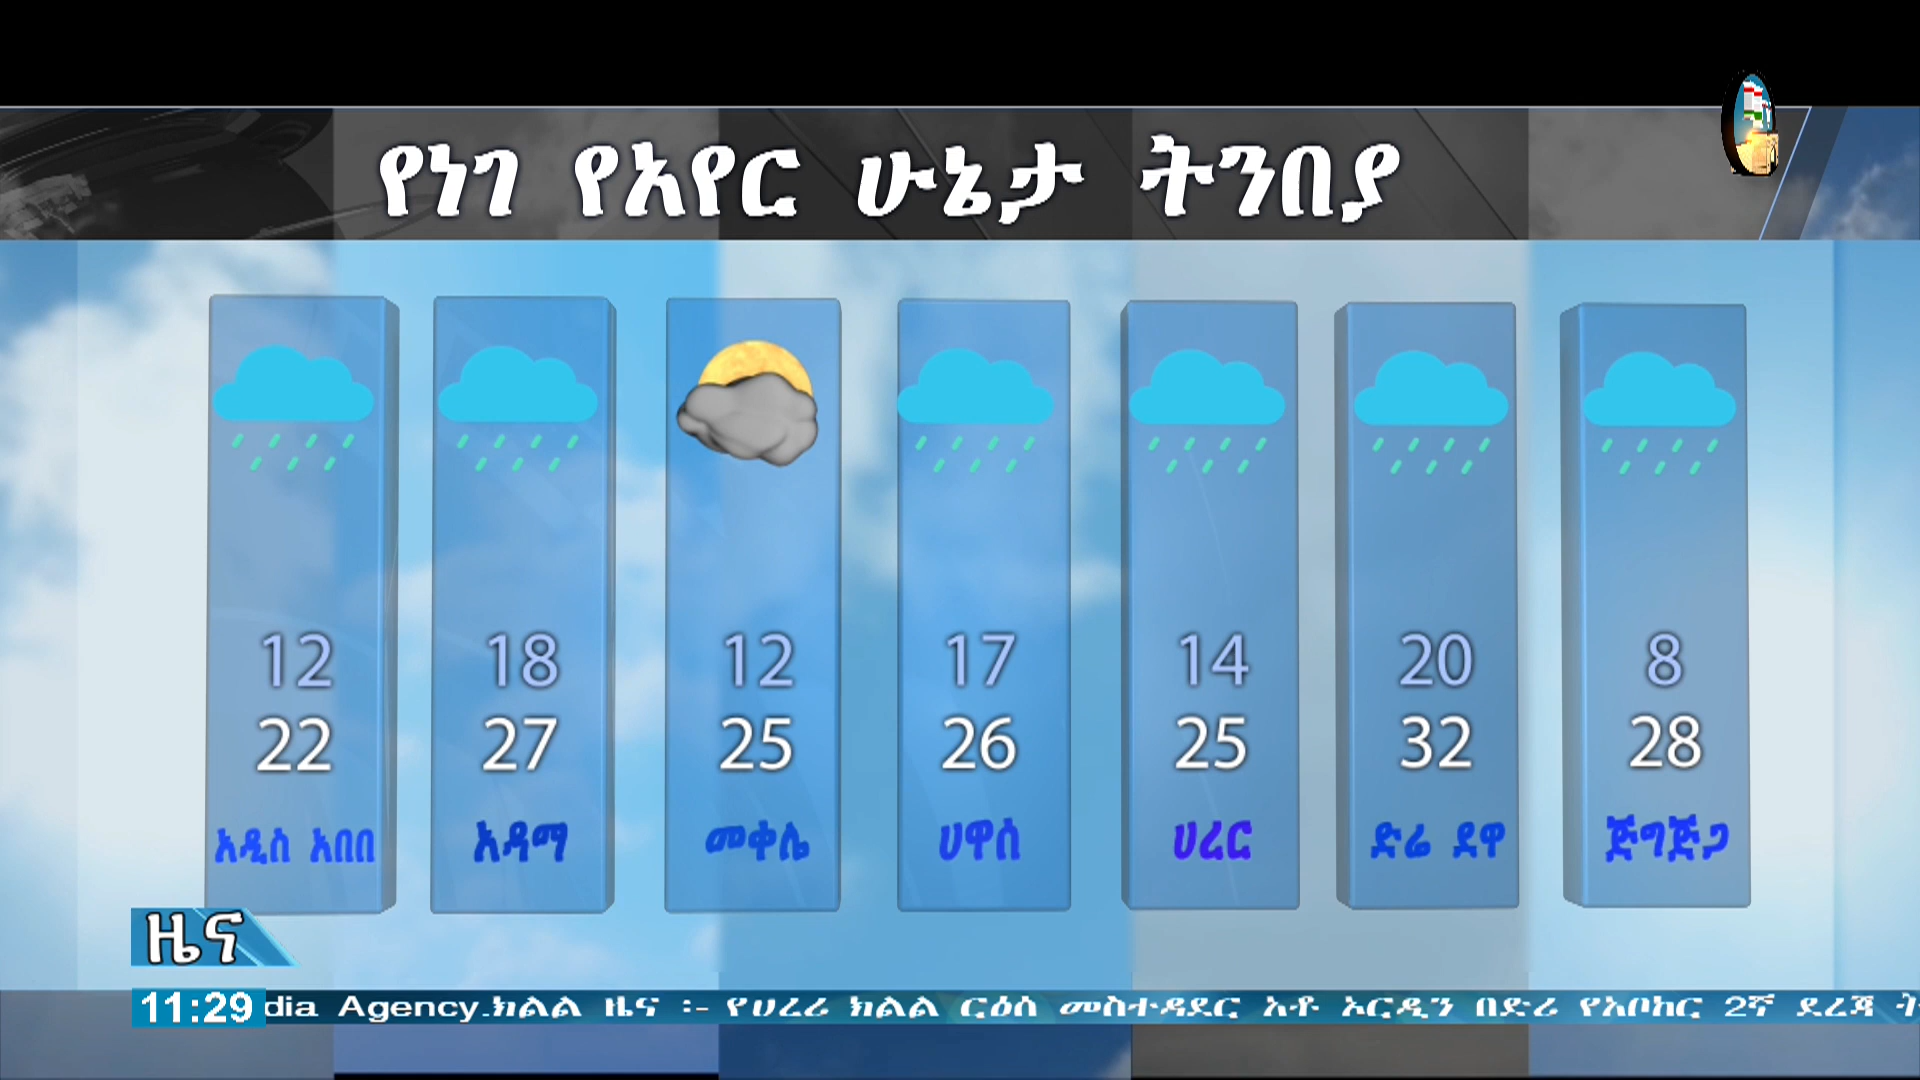 የነገ የአየር ሁኔታ ትንበያ
12 18 12 17 14 20 8
22 27 25 26 25 32 28
አዲስ አበበ አዳማ መቀሌ ሀዋሰ ሀረር ድሬ ደዋ ጅግጅጋ
ዜና
11:29 dia Agency.ክልል ዜና ፡- የሀረሪ ክልል ርዕሰ መስተዳደር አቶ ኦርዲን በድሪ የአቦከር 2ኛ ደረጃ ት